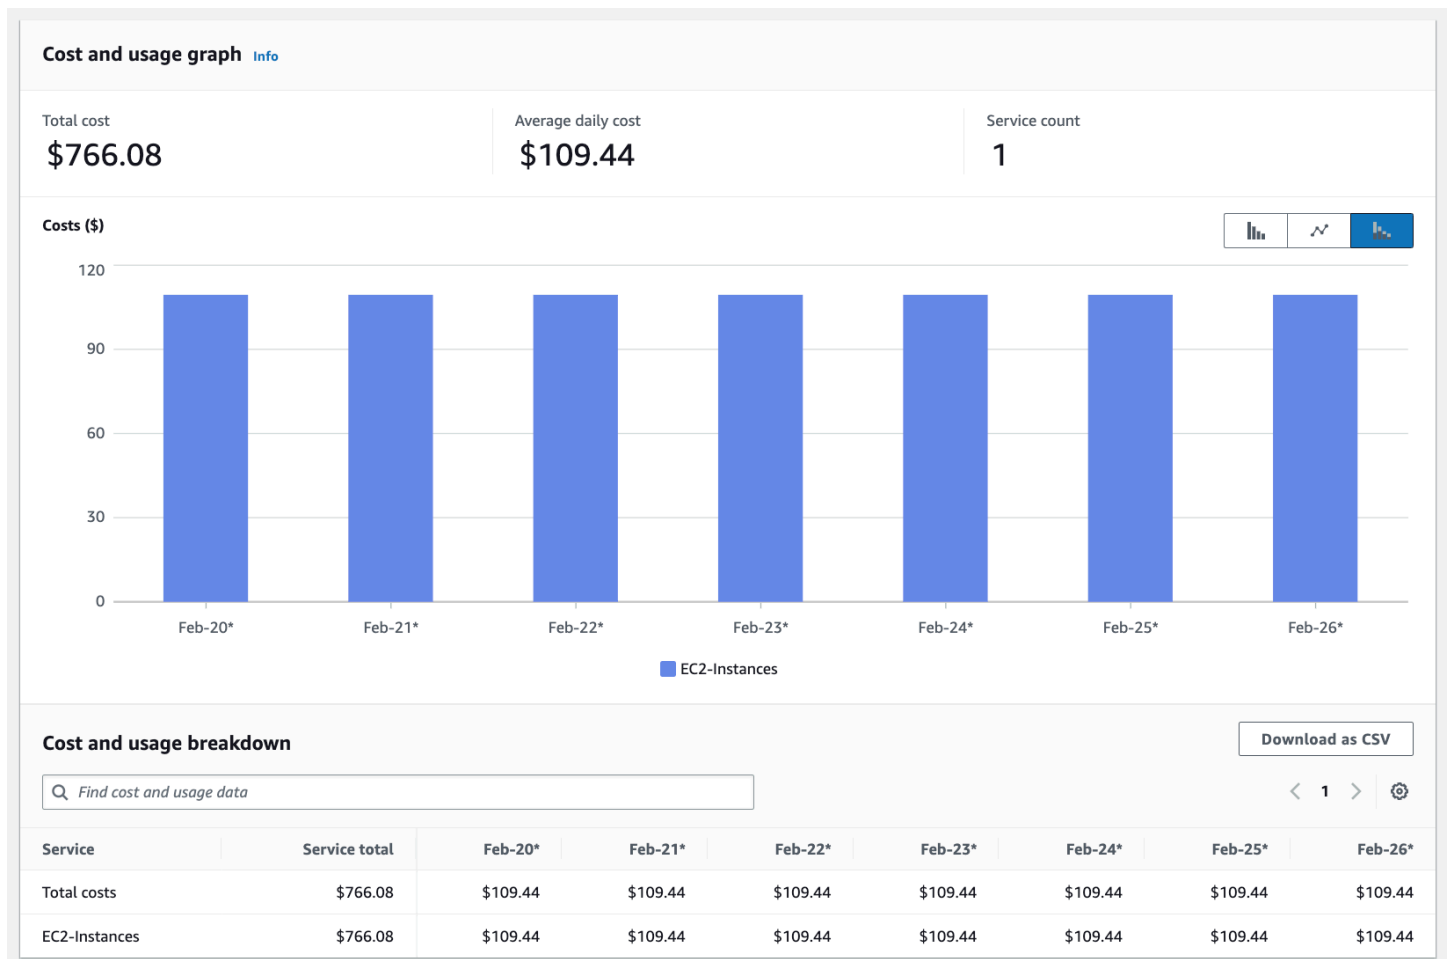 Cost and usage graph Info
Total cost Average daily cost Service count
$766.08 $109.44 1
Costs ($)
120
90
60
30
0
Feb-20* Feb-21* Feb-22* Feb-23* Feb-24* Feb-25* Feb-26*
EC2-Instances
Cost and usage breakdown Download as CSV
Find cost and usage data 1
Service Service total Feb-20* Feb-21* Feb-22* Feb-23* Feb-24* Feb-25* Feb-26*
Total costs $766.08 $109.44 $109.44 $109.44 $109.44 $109.44 $109.44 $109.44
EC2-Instances $766.08 $109.44 $109.44 $109.44 $109.44 $109.44 $109.44 $109.44